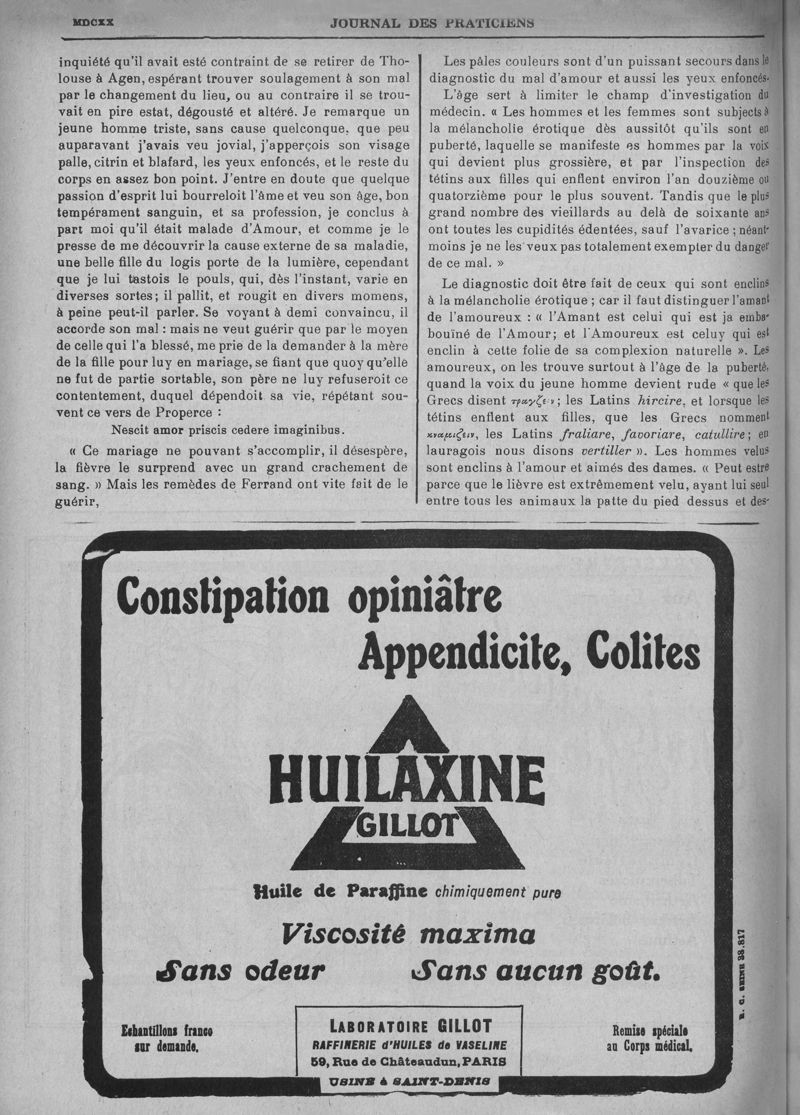 MDCXX
JOURNAL DES PRATICIENS
inquiété qu'il avait esté contraint de se retirer de Tho-
louse à Agen, espérant trouver soulagement à son mal
par le changement du lieu, ou au contraire il se trou-
vait en pire estat, dégousté et altéré. Je remarque un
jeune homme triste, sans cause quelconque, que peu
auparavant j'avais veu jovial, j'apperçois son visage
palle, citrin et blafard, les yeux enfoncés, et le reste du
corps en assez bon point. J'entre en doute que quelque
passion d'esprit lui bourreloit l'âme et veu son âge, bon
tempérament sanguin, et sa profession, je conclus à
part moi qu'il était malade d'Amour, et comme je le
presse de me découvrir la cause externe de sa maladie,
une belle fille du logis porte de la lumière, cependant
que je lui tastois le pouls, qui, dès l'instant, varie en
diverses sortes; il pallit, et rougit en divers momens,
à peine peut-il parler. Se voyant à demi convaincu, il
accorde son mal : mais ne veut guérir que par le moyen
de celle qui l'a blessé, me prie de la demander à la mère
de la fille pour luy en mariage, se fiant que quoy qu'elle
ne fut de partie sortable, son père ne luy refuseroit ce
contentement, duquel dépendoit sa vie, répétant sou-
vent ce vers de Properce :
Nescit amor priscis cedere imaginibus.
« Ce mariage ne pouvant s'accomplir, il désespère,
la fièvre le surprend avec un grand crachement de
sang. » Mais les remèdes de Ferrand ont vite fait de le
guérir,
Les pâles couleurs sont d'un puissant secours dans le
diagnostic du mal d'amour et aussi les yeux enfoncés.
L'âge sert à limiter le champ d'investigation du
médecin. « Les hommes et les femmes sont subjects à
la mélancholie érotique dès aussitôt qu'ils sont en
puberté, laquelle se manifeste es hommes par la voix
qui devient plus grossière, et par l'inspection des
tétins aux filles qui enflent environ l'an douzième ou
quatorzième pour le plus souvent. Tandis que le plus
grand nombre des vieillards au delà de soixante ans
ont toutes les cupidités édentées, sauf l'avarice ; néant-
moins je ne les veux pas totalement exempter du danger
de ce mal. »
Le diagnostic doit être fait de ceux qui sont enclins
à la mélancholie érotique ; car il faut distinguer l'amant
de l'amoureux : « l'Amant est celui qui est ja emba-
bouïné de l'Amour; et l'Amoureux est celuy qui est
enclin à cette folie de sa complexion naturelle ». Les
amoureux, on les trouve surtout à l'âge de la puberté,
quand la voix du jeune homme devient rude « que les
Grecs disent ; les Latins hircire, et lorsque les
tétins enflent aux filles, que les Grecs nomment
les Latins fraliare, favoriare, catullire ; en
lauragois nous disons vertiller ». Les hommes velus
sont enclins à l'amour et aimés des dames. « Peut estre
parce que le lièvre est extrêmement velu, ayant lui seul
entre tous les animaux la patte du pied dessus et des-
Constipation opiniâtre
Appendicite, Colites
HUILAXINE
GILLOT
Huile de Paraffine chimiquement pure
Viscosité maxima
Sans odeur Sans aucun goût.
Echantillons franco
sur demande.
LABORATOIRE GILLOT
RAFFINERIE d'HUILES de VASELINE
59, Rue de Châteaudun, PARIS
USINE à SAINT-DENIS
Remise spéciale
au Corps médical.
R. C. SEINE 38.817